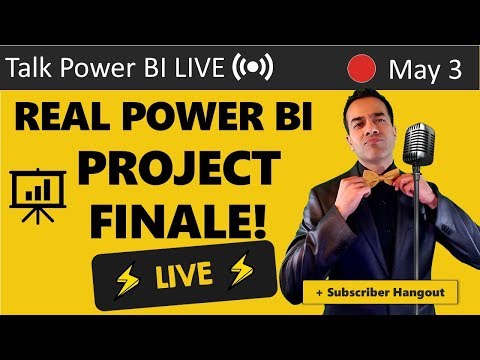 Talk Power BI LIVE
May 3
REAL POWER BI
PROJECT
FINALE!
LIVE
+ Subscriber Hangout